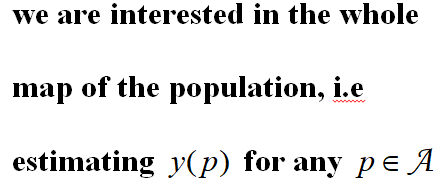 we are interested in the whole
map of the population, i.e
estimating y(p) for any p ∈ 𝒜